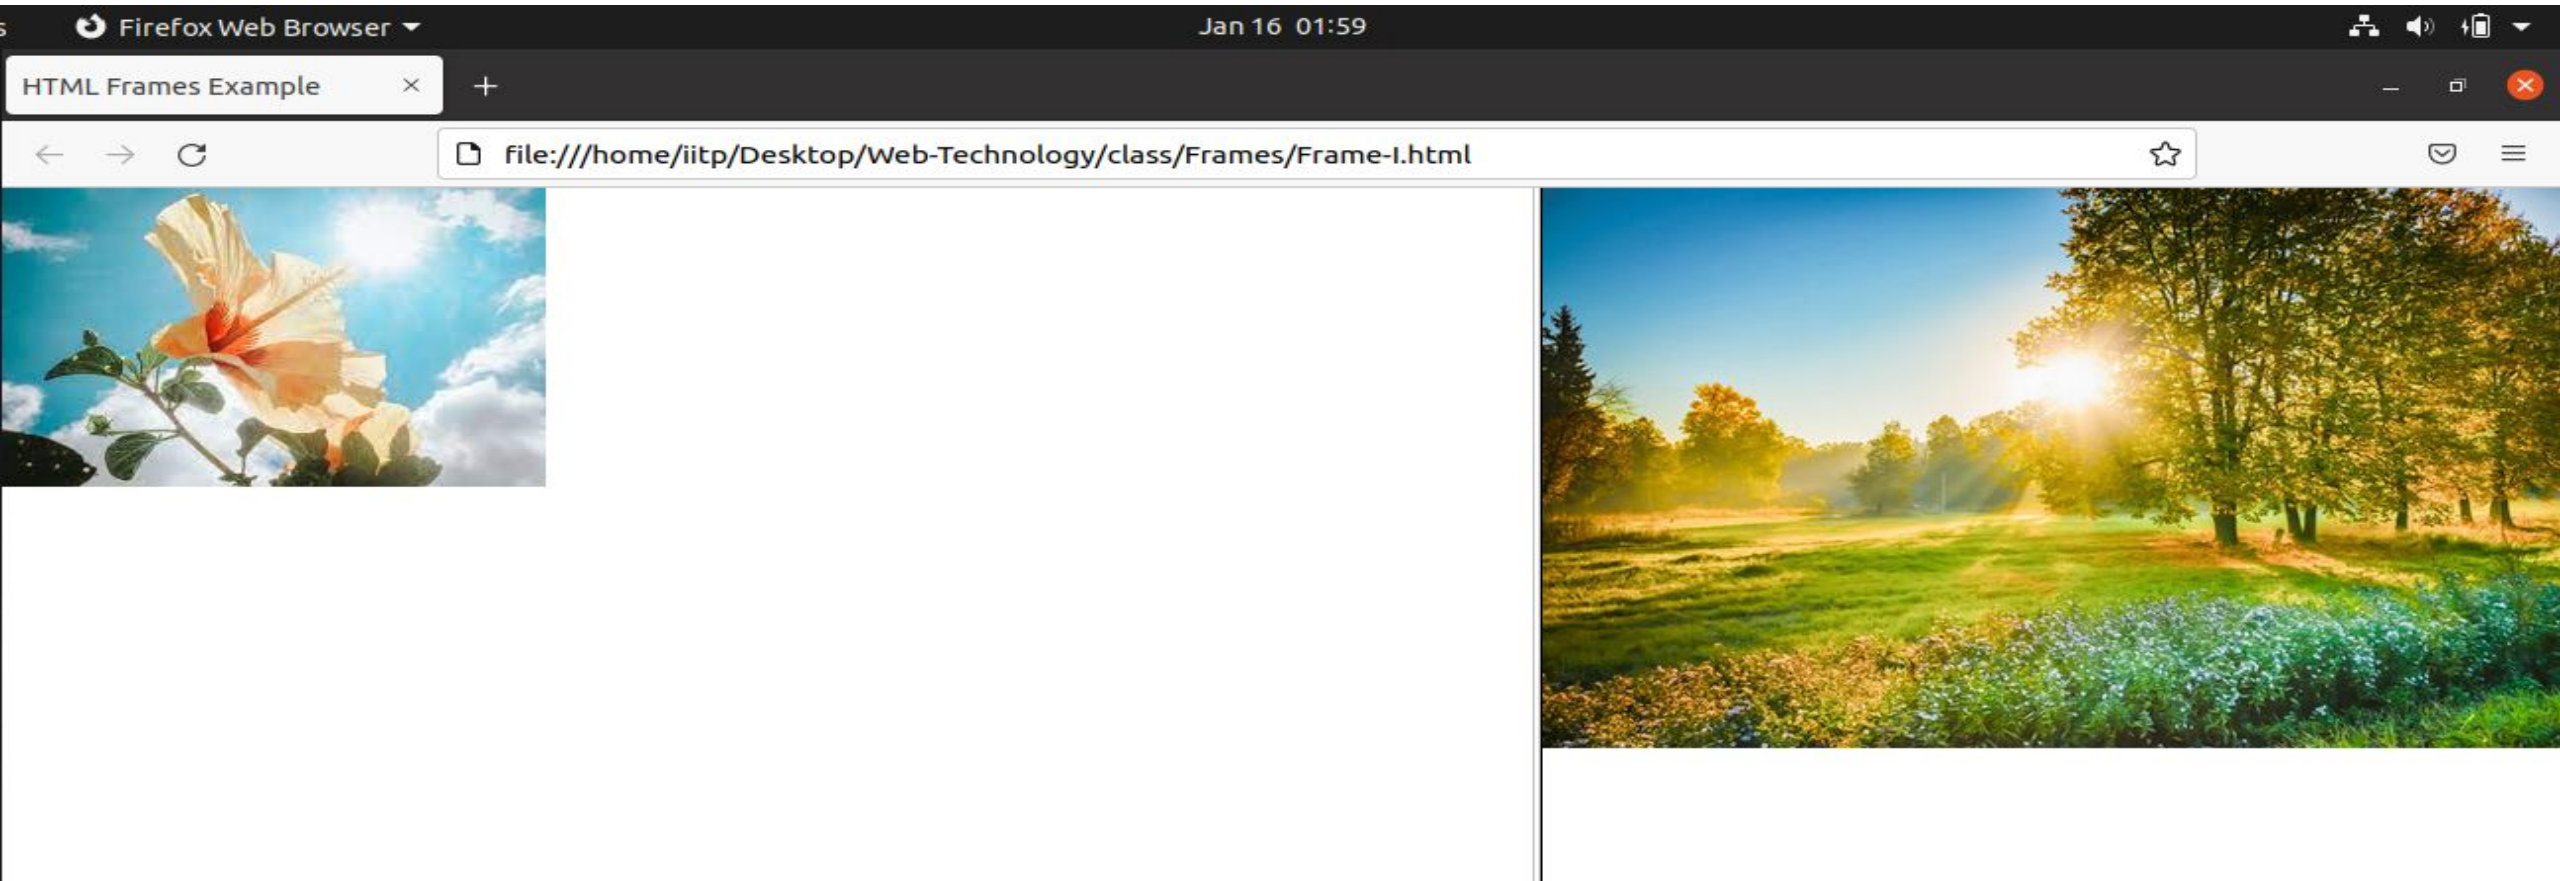 s Firefox Web Browser Jan 16 01:59
HTML Frames Example
file:///home/iitp/Desktop/Web-Technology/class/Frames/Frame-I.html